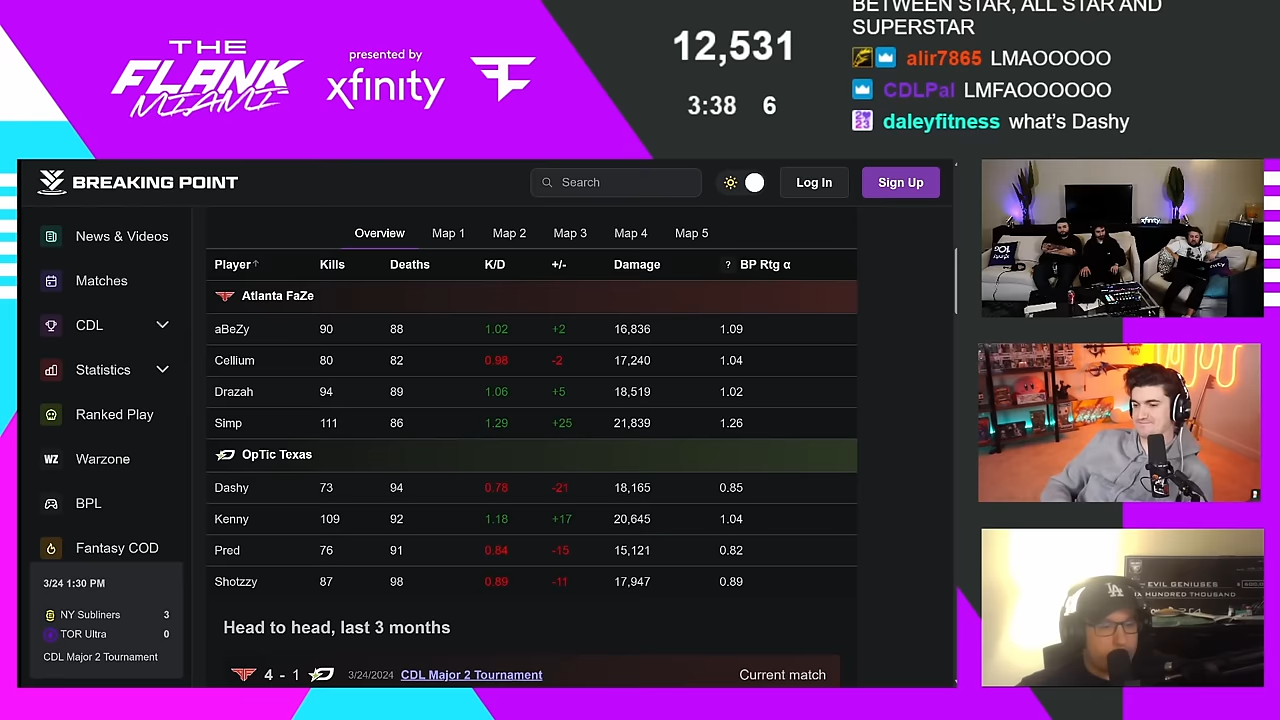 THE
FLANK
MIAMI
presented by
xfinity
12,531
3:38 6
BETWEEN STAR, ALL STAR AND
SUPERSTAR
alir7865 LMAOOOOO
CDLPal LMFAOOOOOO
daleyfitness what's Dashy
BREAKING POINT
Search
Log In
Sign Up
News & Videos
Matches
CDL
Statistics
Ranked Play
WZ Warzone
BPL
Fantasy COD
3/24 1:30 PM
NY Subliners 3
TOR Ultra 0
CDL Major 2 Tournament
Overview Map 1 Map 2 Map 3 Map 4 Map 5
Player↑ Kills Deaths K/D +/- Damage ? BP Rtg α
Atlanta FaZe
aBeZy 90 88 1.02 +2 16,836 1.09
Cellium 80 82 0.98 -2 17,240 1.04
Drazah 94 89 1.06 +5 18,519 1.02
Simp 111 86 1.29 +25 21,839 1.26
OpTic Texas
Dashy 73 94 0.78 -21 18,165 0.85
Kenny 109 92 1.18 +17 20,645 1.04
Pred 76 91 0.84 -15 15,121 0.82
Shotzzy 87 98 0.89 -11 17,947 0.89
Head to head, last 3 months
4 - 1 3/24/2024 CDL Major 2 Tournament Current match
xfinity
EVIL GENIUSES
HUNDRED THOUSAND
LA